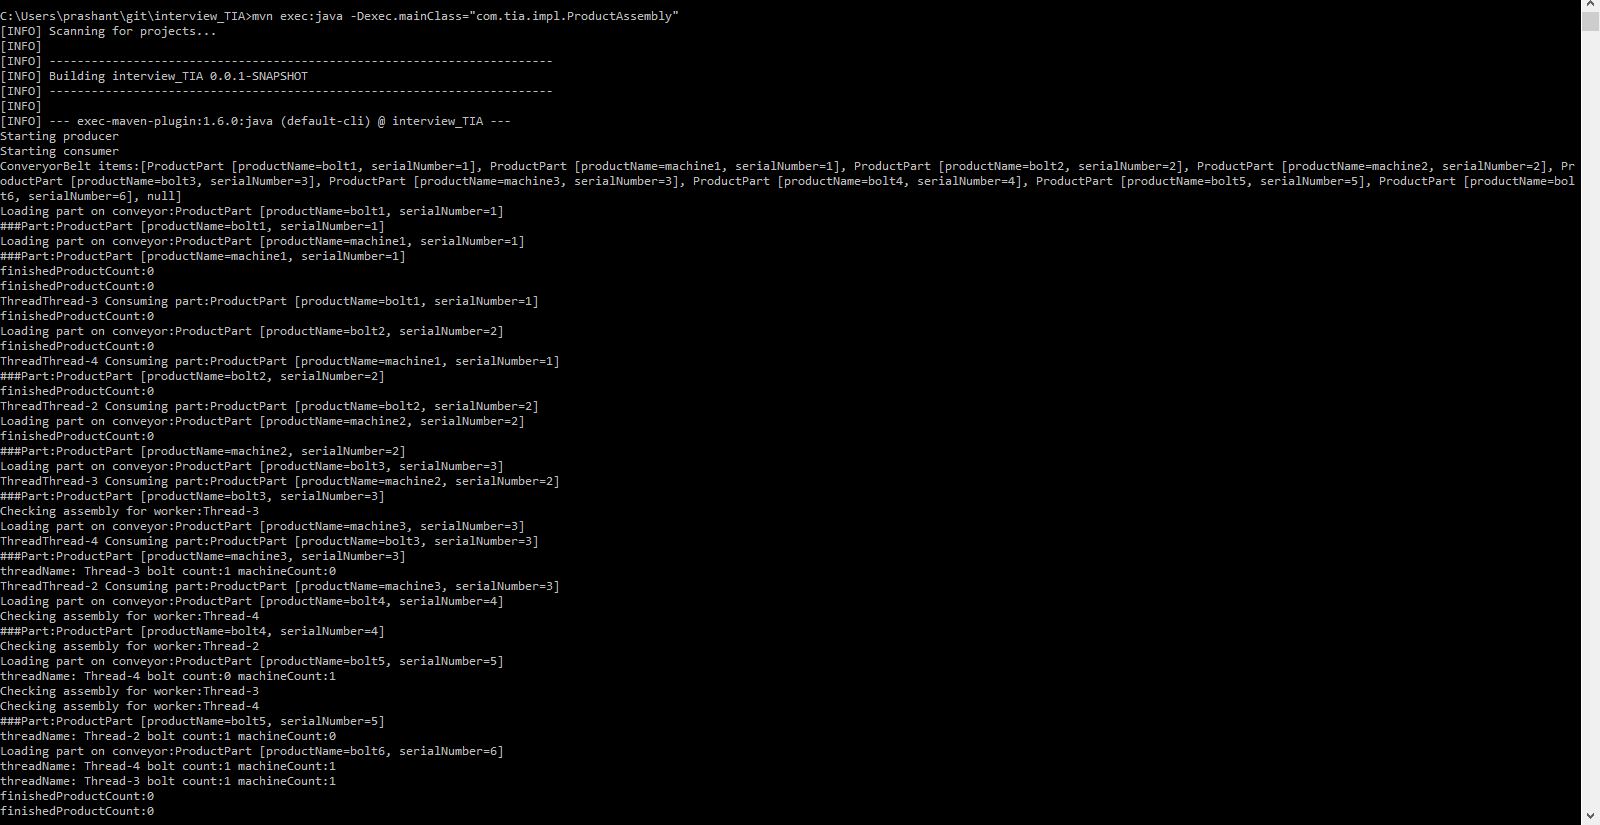 C:\Users\prashant\git\interview_TIA>mvn exec:java -Dexec.mainClass="com.tia.impl.ProductAssembly"
[INFO] Scanning for projects...
[INFO]
[INFO] ------------------------------------------------------------------------
[INFO] Building interview_TIA 0.0.1-SNAPSHOT
[INFO] ------------------------------------------------------------------------
[INFO]
[INFO] --- exec-maven-plugin:1.6.0:java (default-cli) @ interview_TIA ---
Starting producer
Starting consumer
ConveryorBelt items:[ProductPart [productName=bolt1, serialNumber=1], ProductPart [productName=machine1, serialNumber=1], ProductPart [productName=bolt2, serialNumber=2], ProductPart [productName=machine2, serialNumber=2], Pr
oductPart [productName=bolt3, serialNumber=3], ProductPart [productName=machine3, serialNumber=3], ProductPart [productName=bolt4, serialNumber=4], ProductPart [productName=bolt5, serialNumber=5], ProductPart [productName=bol
t6, serialNumber=6], null]
Loading part on conveyor:ProductPart [productName=bolt1, serialNumber=1]
###Part:ProductPart [productName=bolt1, serialNumber=1]
Loading part on conveyor:ProductPart [productName=machine1, serialNumber=1]
###Part:ProductPart [productName=machine1, serialNumber=1]
finishedProductCount:0
finishedProductCount:0
ThreadThread-3 Consuming part:ProductPart [productName=bolt1, serialNumber=1]
finishedProductCount:0
Loading part on conveyor:ProductPart [productName=bolt2, serialNumber=2]
finishedProductCount:0
ThreadThread-4 Consuming part:ProductPart [productName=machine1, serialNumber=1]
###Part:ProductPart [productName=bolt2, serialNumber=2]
finishedProductCount:0
ThreadThread-2 Consuming part:ProductPart [productName=bolt2, serialNumber=2]
Loading part on conveyor:ProductPart [productName=machine2, serialNumber=2]
finishedProductCount:0
###Part:ProductPart [productName=machine2, serialNumber=2]
Loading part on conveyor:ProductPart [productName=bolt3, serialNumber=3]
ThreadThread-3 Consuming part:ProductPart [productName=machine2, serialNumber=2]
###Part:ProductPart [productName=bolt3, serialNumber=3]
Checking assembly for worker:Thread-3
Loading part on conveyor:ProductPart [productName=machine3, serialNumber=3]
ThreadThread-4 Consuming part:ProductPart [productName=bolt3, serialNumber=3]
###Part:ProductPart [productName=machine3, serialNumber=3]
threadName: Thread-3 bolt count:1 machineCount:0
ThreadThread-2 Consuming part:ProductPart [productName=machine3, serialNumber=3]
Loading part on conveyor:ProductPart [productName=bolt4, serialNumber=4]
Checking assembly for worker:Thread-4
###Part:ProductPart [productName=bolt4, serialNumber=4]
Checking assembly for worker:Thread-2
Loading part on conveyor:ProductPart [productName=bolt5, serialNumber=5]
threadName: Thread-4 bolt count:0 machineCount:1
Checking assembly for worker:Thread-3
Checking assembly for worker:Thread-4
###Part:ProductPart [productName=bolt5, serialNumber=5]
threadName: Thread-2 bolt count:1 machineCount:0
Loading part on conveyor:ProductPart [productName=bolt6, serialNumber=6]
threadName: Thread-4 bolt count:1 machineCount:1
threadName: Thread-3 bolt count:1 machineCount:1
finishedProductCount:0
finishedProductCount:0